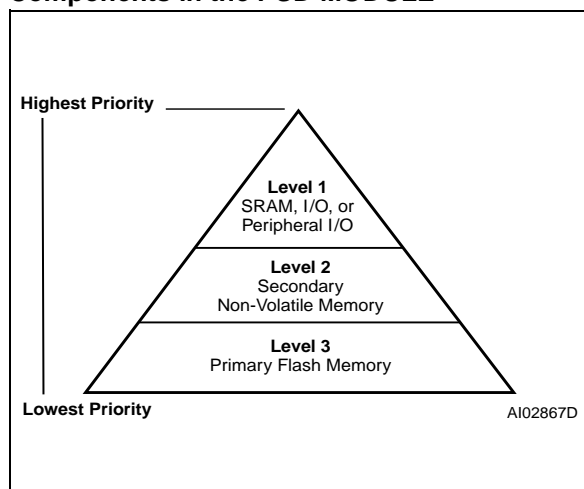 Components in the PSD MODULE
Highest Priority
Level 1
SRAM, I/O, or
Peripheral I/O
Level 2
Secondary
Non-Volatile Memory
Level 3
Primary Flash Memory
Lowest Priority
AI02867D